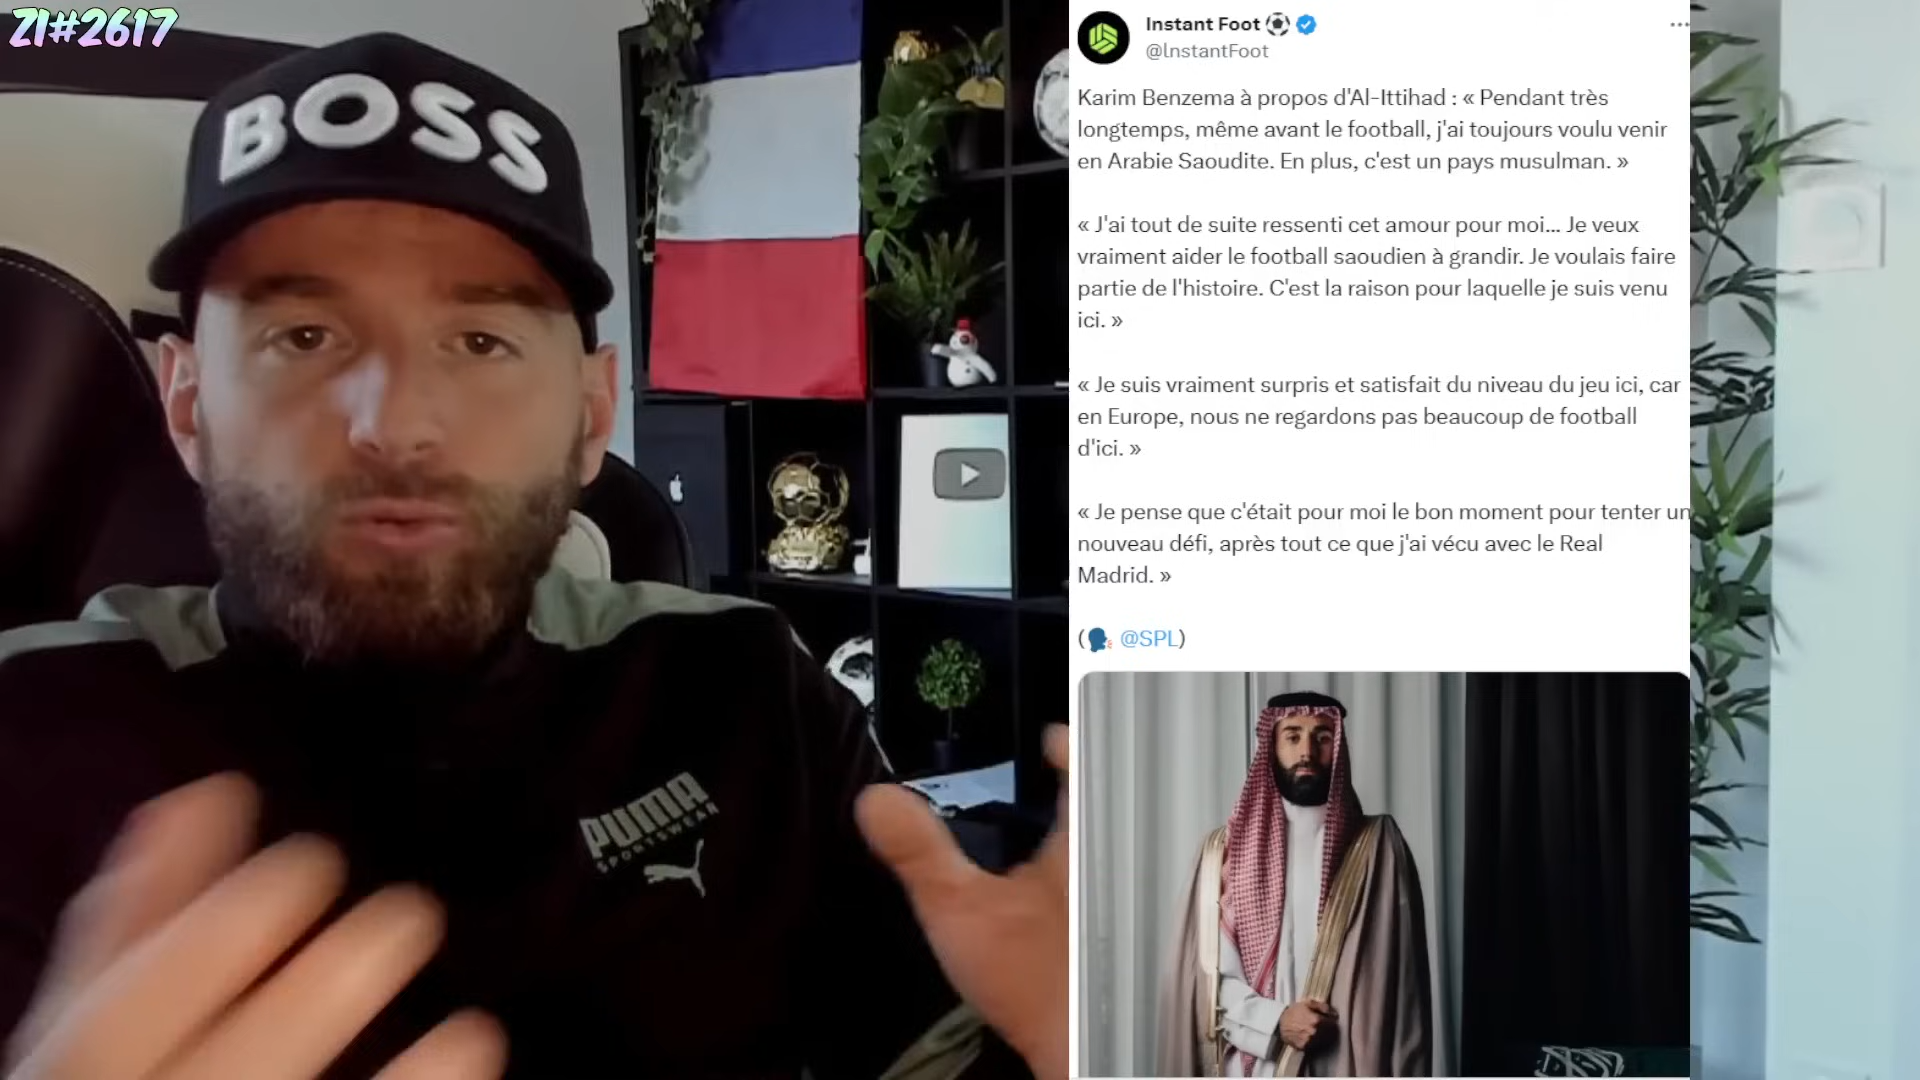 ZI#2617
BOSS
PUMA
SPORTSWEAR
Instant Foot
@lnstantFoot
Karim Benzema à propos d'Al-Ittihad : « Pendant très
longtemps, même avant le football, j'ai toujours voulu venir
en Arabie Saoudite. En plus, c'est un pays musulman. »
« J'ai tout de suite ressenti cet amour pour moi... Je veux
vraiment aider le football saoudien à grandir. Je voulais faire
partie de l'histoire. C'est la raison pour laquelle je suis venu
ici. »
« Je suis vraiment surpris et satisfait du niveau du jeu ici, car
en Europe, nous ne regardons pas beaucoup de football
d'ici. »
« Je pense que c'était pour moi le bon moment pour tenter un
nouveau défi, après tout ce que j'ai vécu avec le Real
Madrid. »
( @SPL)